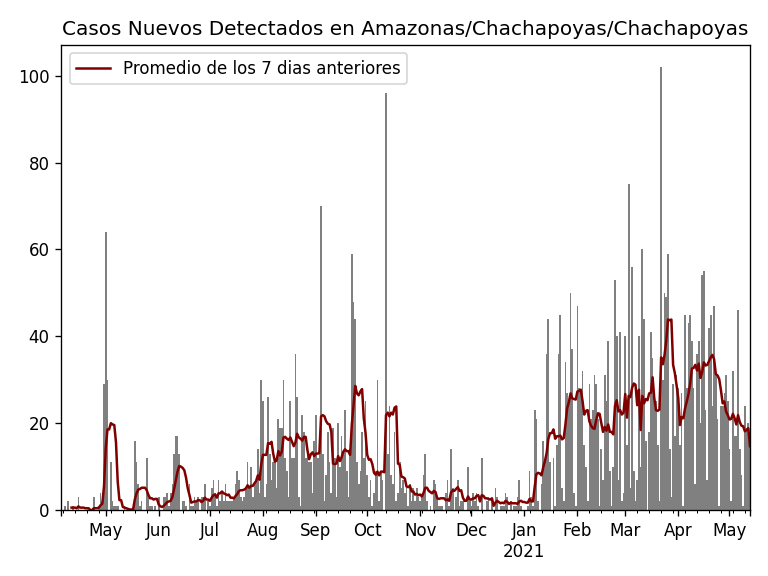 Casos Nuevos Detectados en Amazonas/Chachapoyas/Chachapoyas
Promedio de los 7 dias anteriores
100
80
60
40
20
0
May Jun Jul Aug Sep Oct Nov Dec Jan Feb Mar Apr May
2021